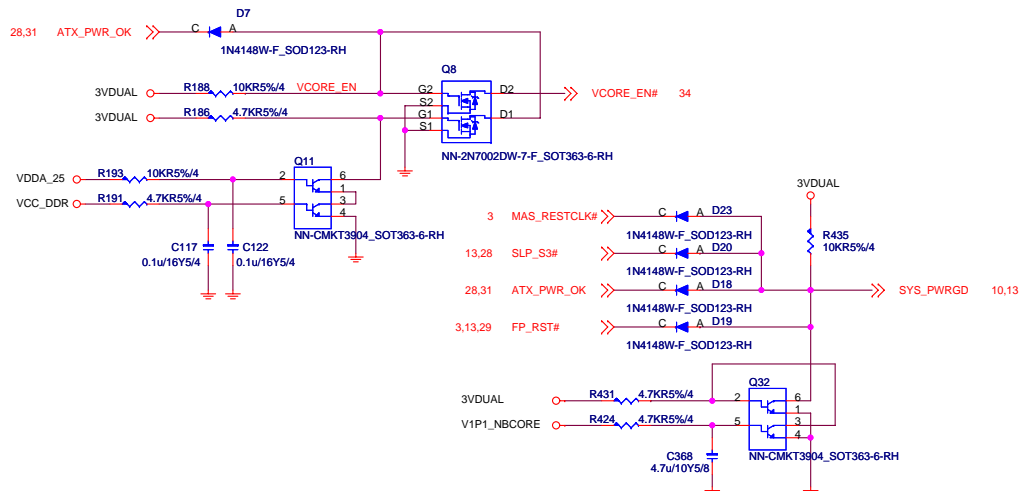 D7
28,31 ATX_PWR_OK C A
1N4148W-F_SOD123-RH
Q8
3VDUAL R188 10KR5%/4 VCORE_EN G2 D2 VCORE_EN# 34
S2
3VDUAL R186 4.7KR5%/4 G1 D1
S1
NN-2N7002DW-7-F_SOT363-6-RH
Q11
VDDA_25 R193 10KR5%/4 2 6
1
VCC_DDR R191 4.7KR5%/4 5 3
4
NN-CMKT3904_SOT363-6-RH
C117 C122
0.1u/16Y5/4 0.1u/16Y5/4
3VDUAL
3 MAS_RESTCLK# C A D23
1N4148W-F_SOD123-RH
R435
10KR5%/4
13,28 SLP_S3# C A D20
1N4148W-F_SOD123-RH
28,31 ATX_PWR_OK C A D18 SYS_PWRGD 10,13
1N4148W-F_SOD123-RH
3,13,29 FP_RST# C A D19
1N4148W-F_SOD123-RH
Q32
3VDUAL R431 4.7KR5%/4 2 6
1
V1P1_NBCORE R424 4.7KR5%/4 5 3
4
NN-CMKT3904_SOT363-6-RH
C368
4.7u/10Y5/8